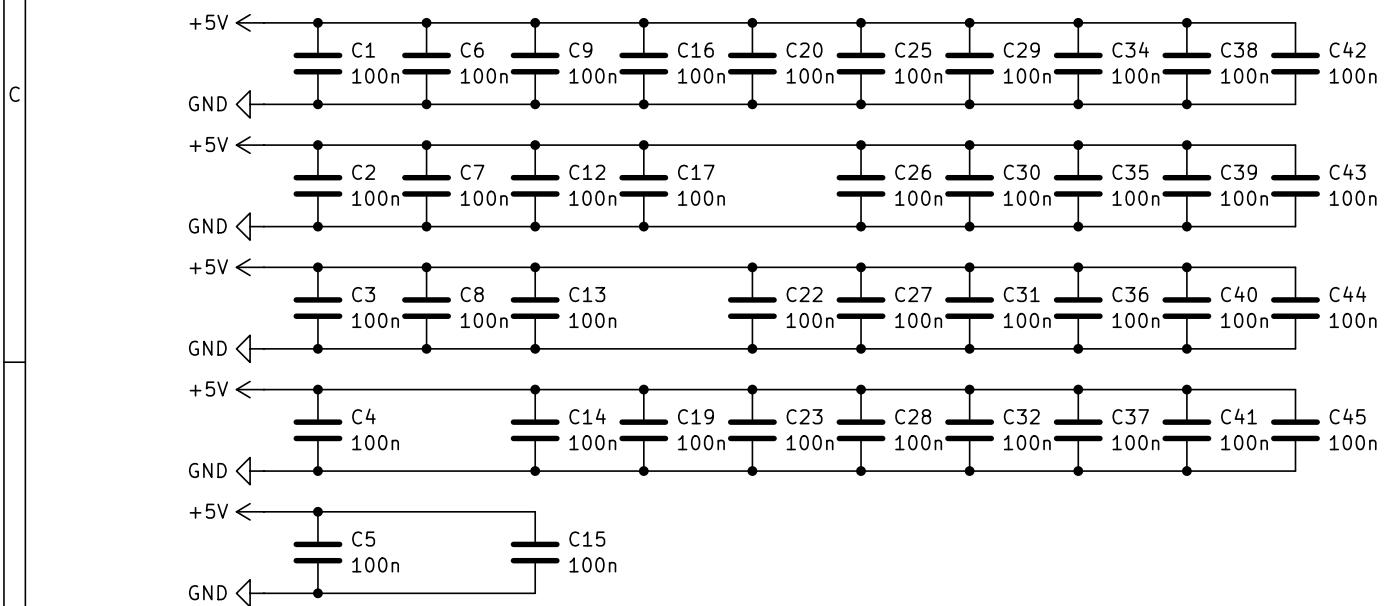 +5V
C1 C6 C9 C16 C20 C25 C29 C34 C38 C42
100n 100n 100n 100n 100n 100n 100n 100n 100n 100n
C
GND
+5V
C2 C7 C12 C17 C26 C30 C35 C39 C43
100n 100n 100n 100n 100n 100n 100n 100n 100n
GND
+5V
C3 C8 C13 C22 C27 C31 C36 C40 C44
100n 100n 100n 100n 100n 100n 100n 100n 100n
GND
+5V
C4 C14 C19 C23 C28 C32 C37 C41 C45
100n 100n 100n 100n 100n 100n 100n 100n 100n
GND
+5V
C5 C15
100n 100n
GND